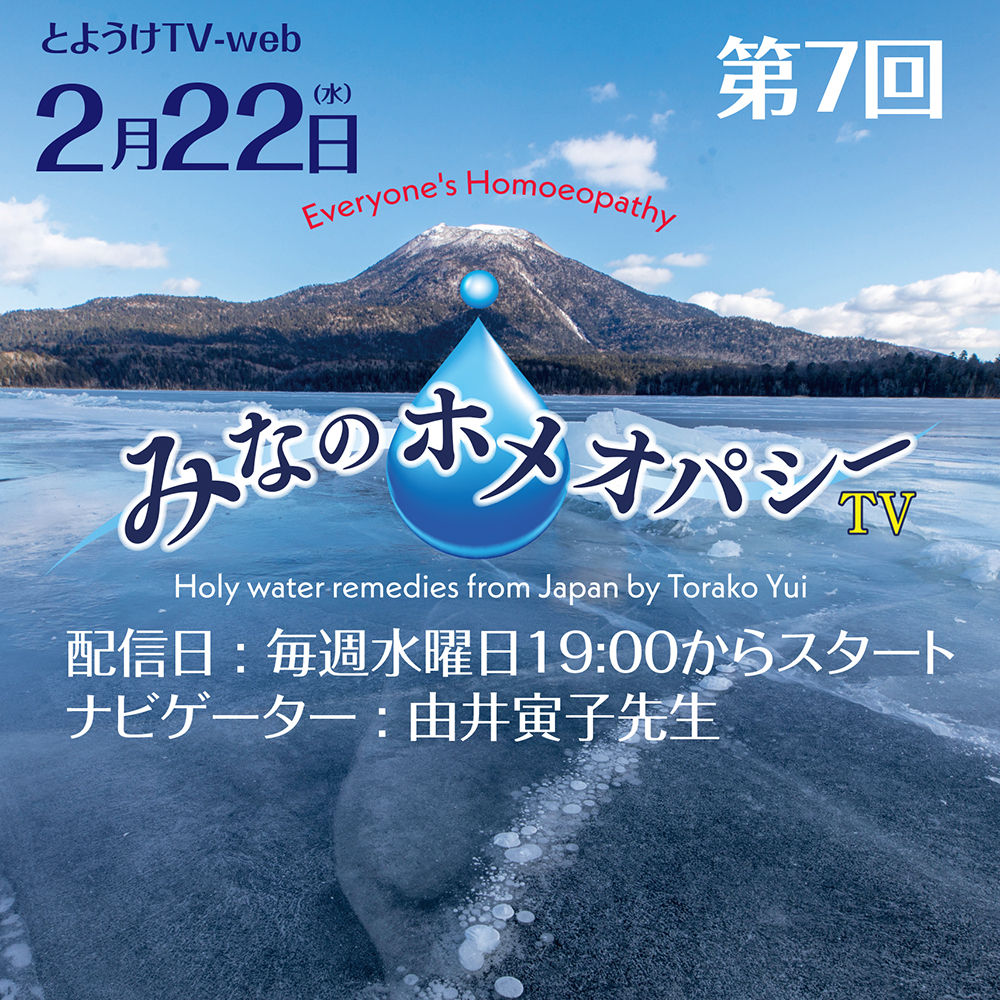 とようけTV-web
2月22日(水)
第7回
Everyone's Homoeopathy
みなのホメオパシーTV
Holy water remedies from Japan by Torako Yui
配信日：毎週水曜日19:00からスタート
ナビゲーター：由井寅子先生